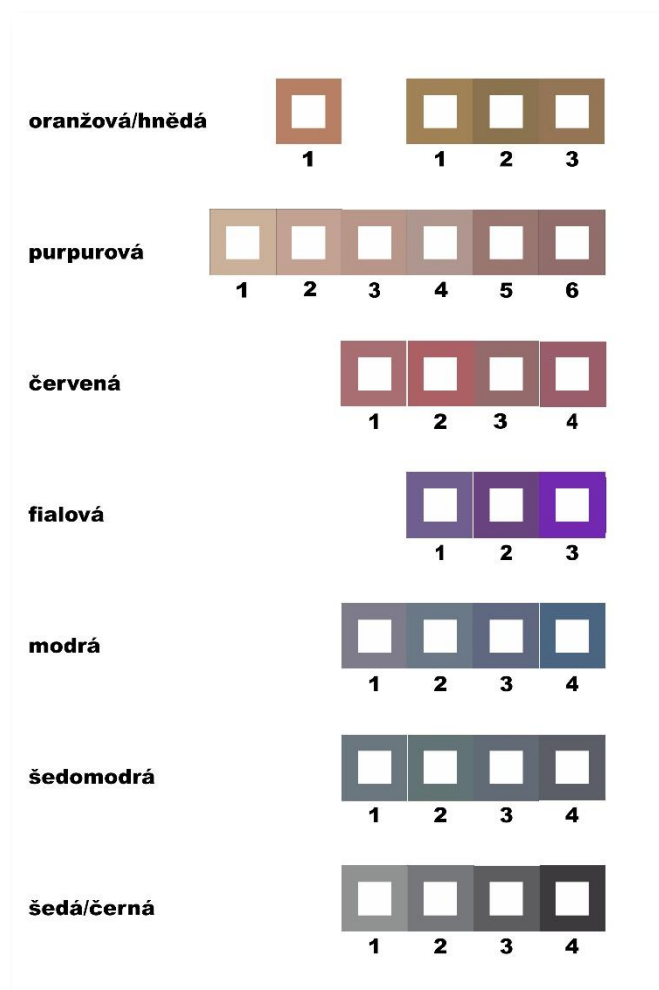 oranžová/hnědá
1 1 2 3
purpurová
1 2 3 4 5 6
červená
1 2 3 4
fialová
1 2 3
modrá
1 2 3 4
šedomodrá
1 2 3 4
šedá/černá
1 2 3 4